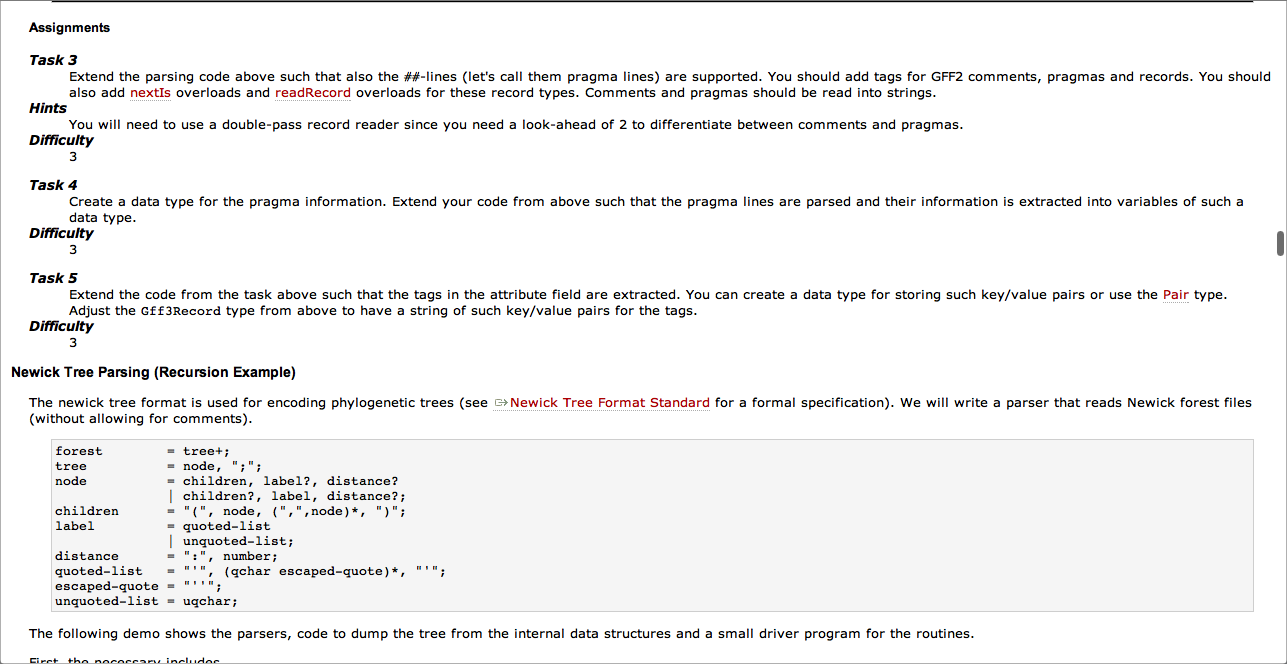 Assignments
Task 3
Extend the parsing code above such that also the ##-lines (let's call them pragma lines) are supported. You should add tags for GFF2 comments, pragmas and records. You should
also add nextIs overloads and readRecord overloads for these record types. Comments and pragmas should be read into strings.
Hints
You will need to use a double-pass record reader since you need a look-ahead of 2 to differentiate between comments and pragmas.
Difficulty
3
Task 4
Create a data type for the pragma information. Extend your code from above such that the pragma lines are parsed and their information is extracted into variables of such a
data type.
Difficulty
3
Task 5
Extend the code from the task above such that the tags in the attribute field are extracted. You can create a data type for storing such key/value pairs or use the Pair type.
Adjust the Gff3Record type from above to have a string of such key/value pairs for the tags.
Difficulty
3
Newick Tree Parsing (Recursion Example)
The newick tree format is used for encoding phylogenetic trees (see Newick Tree Format Standard for a formal specification). We will write a parser that reads Newick forest files
(without allowing for comments).
forest        = tree+;
tree          = node, ";";
node          = children, label?, distance?
              | children?, label, distance?;
children      = "(", node, (",",node)*, ")";
label         = quoted-list
              | unquoted-list;
distance      = ":", number;
quoted-list   = "'", (qchar escaped-quote)*, "'";
escaped-quote = "''";
unquoted-list = uqchar;
The following demo shows the parsers, code to dump the tree from the internal data structures and a small driver program for the routines.
First, the necessary includes.